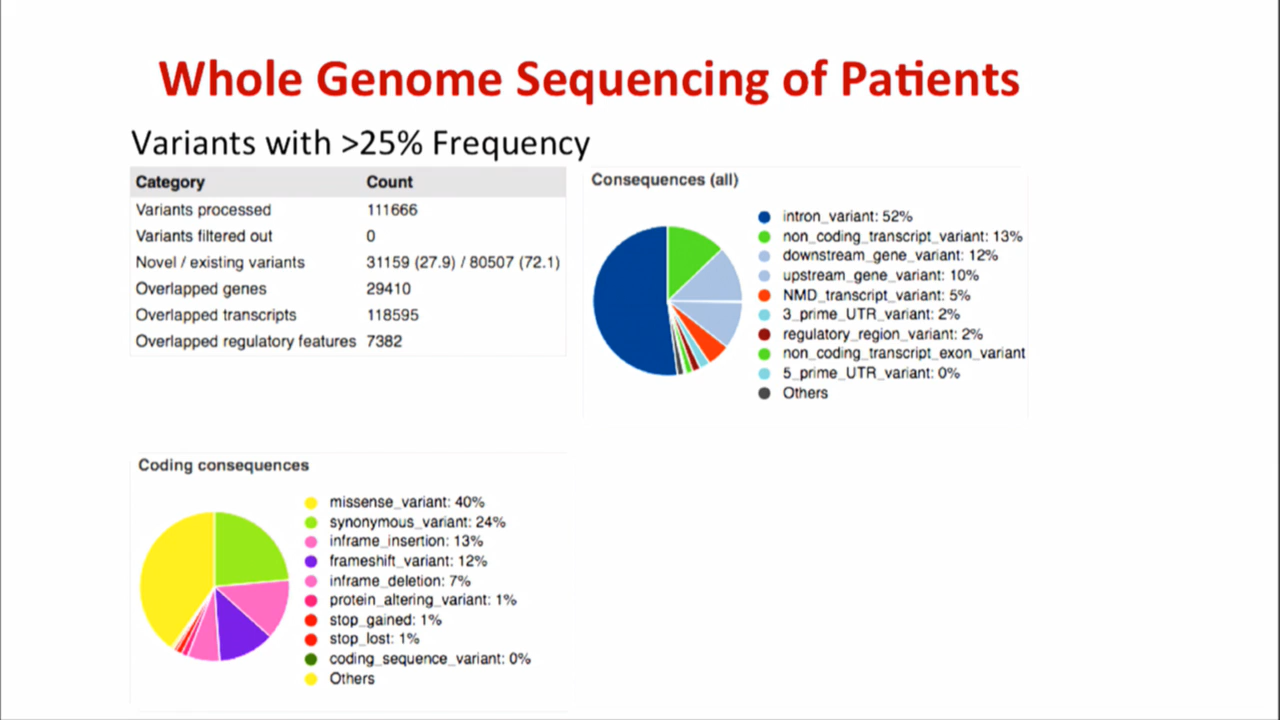 Whole Genome Sequencing of Patients
Variants with >25% Frequency
Category Count
Variants processed 111666
Variants filtered out 0
Novel / existing variants 31159 (27.9) / 80507 (72.1)
Overlapped genes 29410
Overlapped transcripts 118595
Overlapped regulatory features 7382
Consequences (all)
intron_variant: 52%
non_coding_transcript_variant: 13%
downstream_gene_variant: 12%
upstream_gene_variant: 10%
NMD_transcript_variant: 5%
3_prime_UTR_variant: 2%
regulatory_region_variant: 2%
non_coding_transcript_exon_variant
5_prime_UTR_variant: 0%
Others
Coding consequences
missense_variant: 40%
synonymous_variant: 24%
inframe_insertion: 13%
frameshift_variant: 12%
inframe_deletion: 7%
protein_altering_variant: 1%
stop_gained: 1%
stop_lost: 1%
coding_sequence_variant: 0%
Others